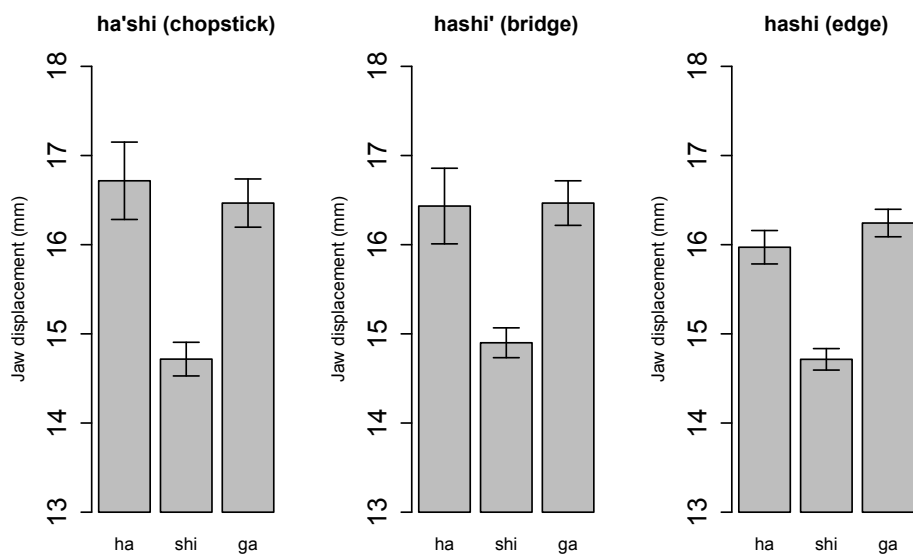 ha'shi (chopstick)
Jaw displacement (mm)
18
17
16
15
14
13
ha shi ga
hashi' (bridge)
Jaw displacement (mm)
18
17
16
15
14
13
ha shi ga
hashi (edge)
Jaw displacement (mm)
18
17
16
15
14
13
ha shi ga